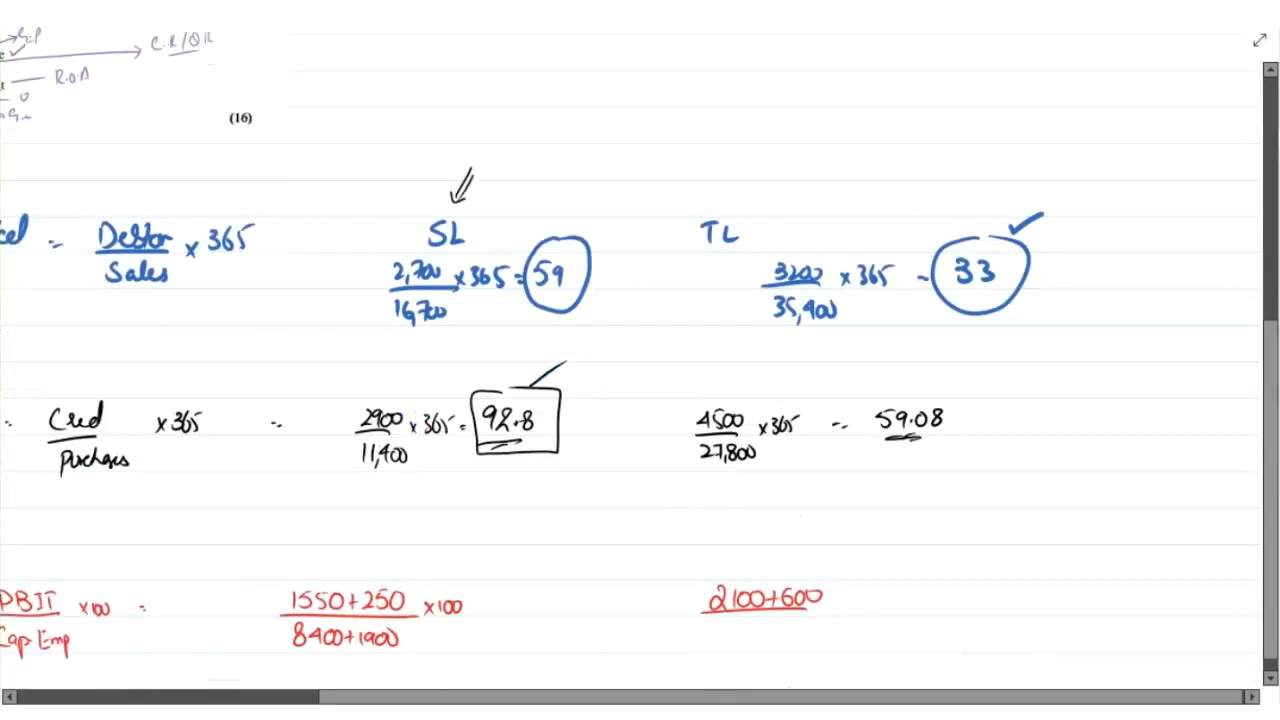 C.R/QR
R.O.A
(16)
SL TL
Debtor × 365
Sales
2,700 × 365 = 59
16,700
3200 × 365 = 33
35,400
Cred × 365 =
Purchases
2900 × 365 = 92.8
11,400
4500 × 365 = 59.08
27,800
PBIT × 100 =
Cap Emp
1550+250 × 100
8400+1900
2100+600